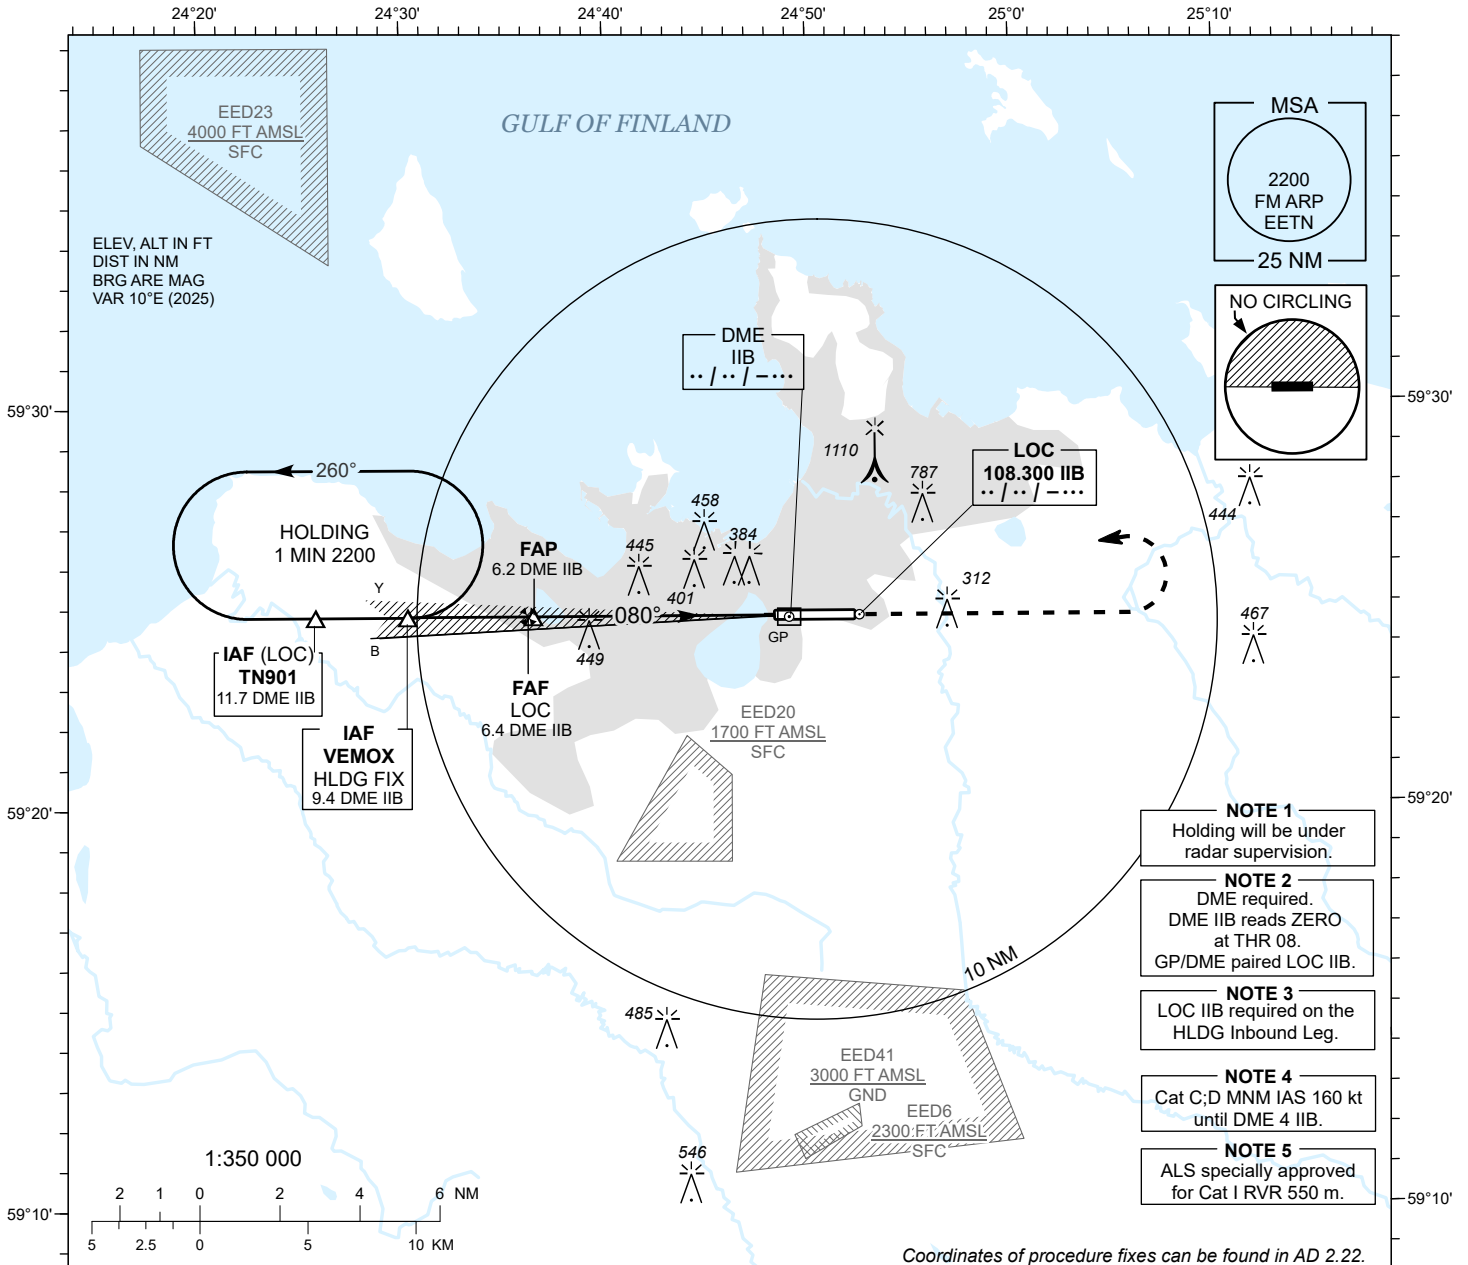 24°20' 24°30' 24°40' 24°50' 25°0' 25°10'
EED23
4000 FT AMSL
SFC
GULF OF FINLAND
MSA
2200
FM ARP
EETN
25 NM
ELEV, ALT IN FT
DIST IN NM
BRG ARE MAG
VAR 10°E (2025)
NO CIRCLING
DME
IIB
·· / ·· / –···
59°30'
59°30'
1110
LOC
108.300 IIB
·· / ·· / –···
787
444
260°
458
384
445
401
HOLDING
1 MIN 2200
FAP
6.2 DME IIB
312
Y
080°
467
GP
B
449
IAF (LOC)
TN901
11.7 DME IIB
FAF
LOC
6.4 DME IIB
IAF
VEMOX
HLDG FIX
9.4 DME IIB
EED20
1700 FT AMSL
SFC
59°20'
59°20'
NOTE 1
Holding will be under
radar supervision.
NOTE 2
DME required.
DME IIB reads ZERO
at THR 08.
GP/DME paired LOC IIB.
10 NM
NOTE 3
LOC IIB required on the
HLDG Inbound Leg.
485
EED41
3000 FT AMSL
GND
EED6
2300 FT AMSL
SFC
NOTE 4
Cat C;D MNM IAS 160 kt
until DME 4 IIB.
NOTE 5
ALS specially approved
for Cat I RVR 550 m.
546
1:350 000
2 1 0 2 4 6 NM
5 2.5 0 5 10 KM
59°10'
59°10'
Coordinates of procedure fixes can be found in AD 2.22.